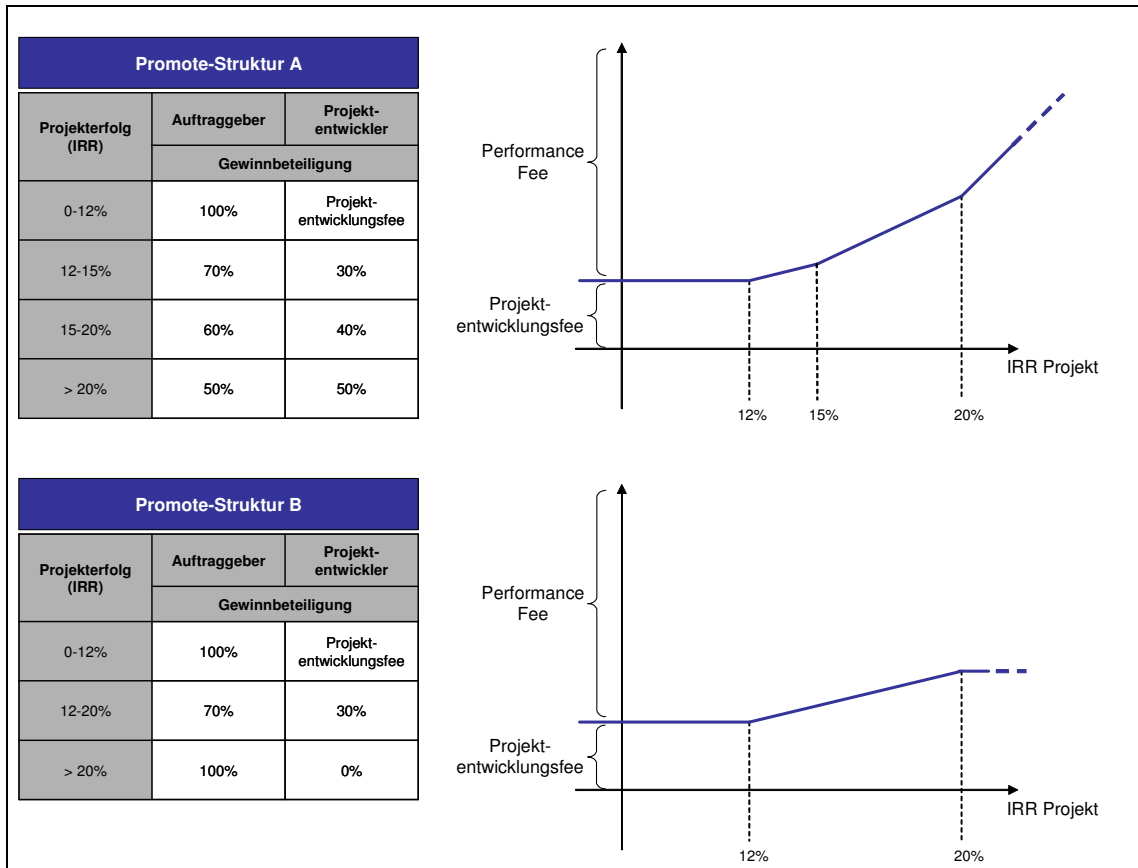 Promote-Struktur A
Projekterfolg
(IRR)
Auftraggeber
Projekt-
entwickler
Gewinnbeteiligung
0-12%
100%
Projekt-
entwicklungsfee
12-15%
70%
30%
15-20%
60%
40%
> 20%
50%
50%
Performance
Fee
Projekt-
entwicklungsfee
IRR Projekt
12%
15%
20%
Promote-Struktur B
Projekterfolg
(IRR)
Auftraggeber
Projekt-
entwickler
Gewinnbeteiligung
0-12%
100%
Projekt-
entwicklungsfee
12-20%
70%
30%
> 20%
100%
0%
Performance
Fee
Projekt-
entwicklungsfee
IRR Projekt
12%
20%